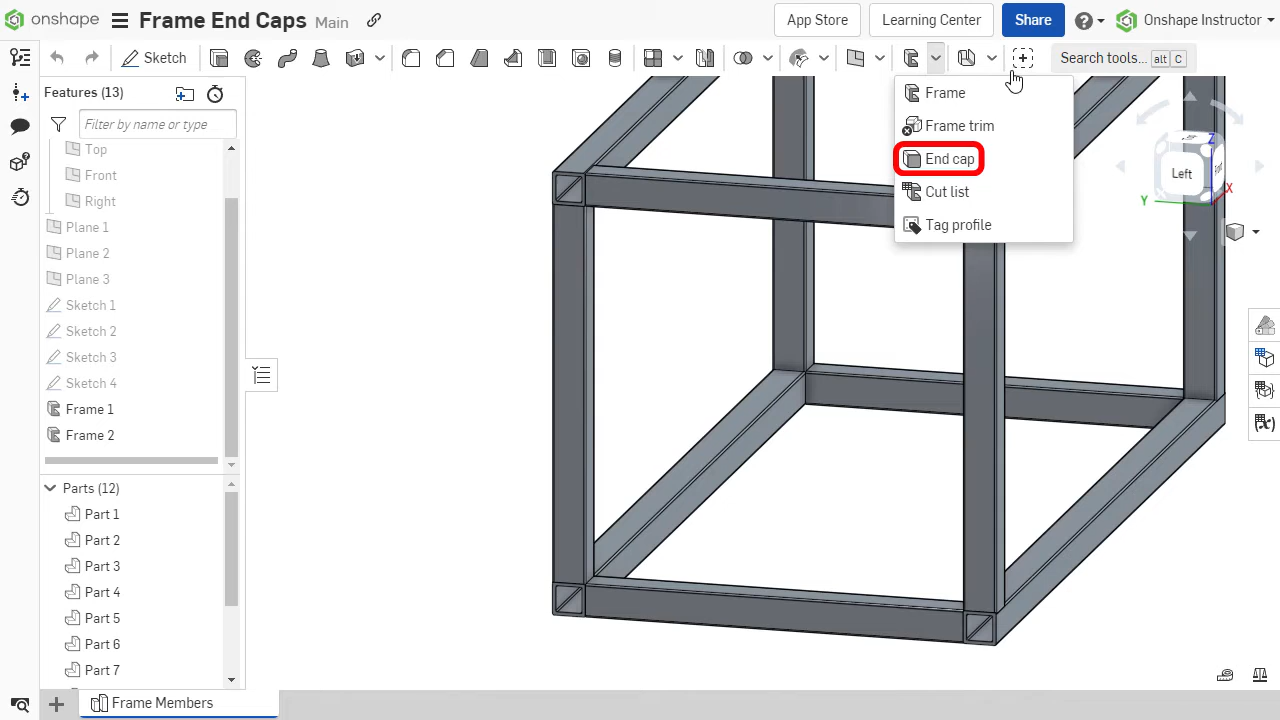 onshape
Frame End Caps Main
App Store
Learning Center
Share
Onshape Instructor
Sketch
Search tools... alt C
Features (13)
Filter by name or type
Top
Front
Right
Plane 1
Plane 2
Plane 3
Sketch 1
Sketch 2
Sketch 3
Sketch 4
Frame 1
Frame 2
Parts (12)
Part 1
Part 2
Part 3
Part 4
Part 5
Part 6
Part 7
Frame
Frame trim
End cap
Cut list
Tag profile
Z
Left
X
Y
Frame Members